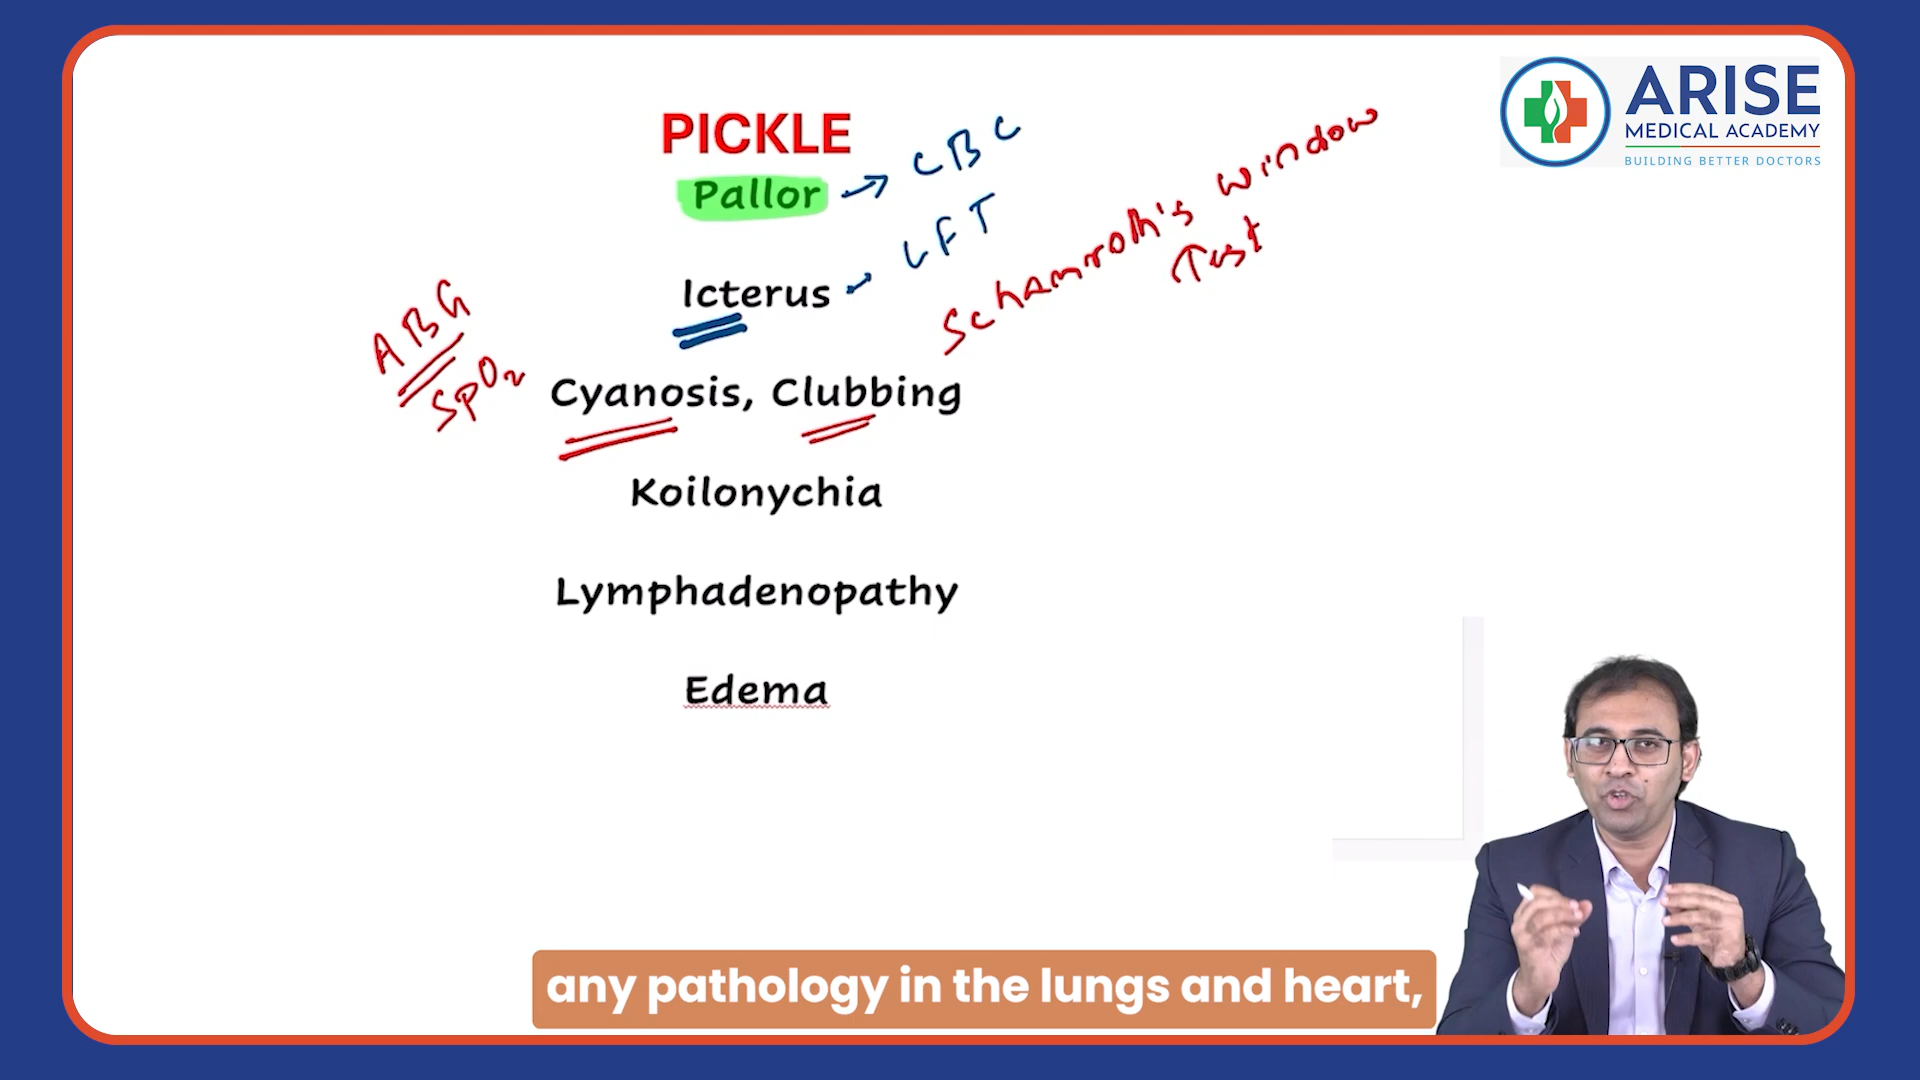 ARISE
MEDICAL ACADEMY
BUILDING BETTER DOCTORS
PICKLE
Pallor → CBC
Icterus LFT
ABG
SpO2
Cyanosis, Clubbing
Schamroth's window
Test
Koilonychia
Lymphadenopathy
Edema
any pathology in the lungs and heart,